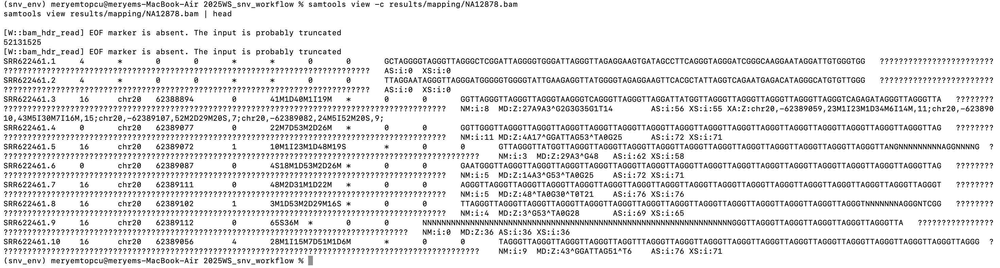 (snv_env) meryemtopcu@meryems-MacBook-Air 2025WS_snv_workflow % samtools view -c results/mapping/NA12878.bam
samtools view results/mapping/NA12878.bam | head
[W::bam_hdr_read] EOF marker is absent. The input is probably truncated
52131525
[W::bam_hdr_read] EOF marker is absent. The input is probably truncated
SRR622461.1 4 * 0 0 * * 0 0 GCTAGGGGTAGGGTTAGGGCTCGGATTAGGGGTGGGATTAGGGTTAGAGGAAGTGATAGCCTTCAGGGTAGGGATCGGGCAAGGAATAGGATTGTGGGTGG ????????????????????????
????????????????????????????????????????????????????????????????????????????? AS:i:0 XS:i:0
SRR622461.2 4 * 0 0 * * 0 0 TTAGGAATAGGGTTAGGGATGGGGGTGGGGTATTGAAGAGGTTATGGGGTAGAGGAAGTTCACGCTATTAGGTCAGAATGAGACATAGGGCATGTGTTGGG ????????????????????????
????????????????????????????????????????????????????????????????????????????? AS:i:0 XS:i:0
SRR622461.3 16 chr20 62388894 0 41M1D40M1I19M * 0 0 GGTTAGGGTTAGGGTTAGGGTAAGGGTCAGGGTTAGGGTTAGGATTATGGTTAGGGTTAGGGTTAGGGTTAGGGTTAGGGTCAGAGATAGGGTTAGGGTTA ????????
????????????????????????????????????????????????????????????????????????????????????????????? NM:i:8 MD:Z:27A9A3^G2G3G35G1T14 AS:i:56 XS:i:55 XA:Z:chr20,-62389059,23M1I23M1D34M6I14M,11;chr20,-623890
10,43M5I30M7I16M,15;chr20,-62389107,52M2D29M20S,7;chr20,-62389082,24M5I52M20S,9;
SRR622461.4 0 chr20 62389077 0 22M7D53M2D26M * 0 0 GGTTGGGTTAGGGTTAGGGTTAGGGTTAGGGTTAGGGTTAGGGTTAGGGTTAGGGTTAGGGTTAGGGTTAGGGTTAGGGTTAGGGTTAGGGTTAGGGTTAG ????????
????????????????????????????????????????????????????????????????????????????????????????????? NM:i:11 MD:Z:4A17^GGATTAG53^TA0G25 AS:i:72 XS:i:71
SRR622461.5 16 chr20 62389072 1 10M1I23M1D48M19S * 0 0 GTTAGGGTTATGGTTAGGGTTAGGGTTAGGGTTAGGGTTAGGGTTAGGGTTAGGGTTAGGGTTAGGGTTAGGGTTAGGGTTANGNNNNNNNNNAGGNNNNG ?
???????????????????????????????????????????????????????????????????????????????????????????????????? NM:i:3 MD:Z:29A3^G48 AS:i:62 XS:i:58
SRR622461.6 0 chr20 62389087 0 4S18M1D53M2D26M * 0 0 GAATGGGTTAGGGTTAGGGTTAGGGTTAGGGTTAGGGTTAGGGTTAGGGTTAGGGTTAGGGTTAGGGTTAGGGTTAGGGTTAGGGTTAGGGTTAGGGTTAG ????????
????????????????????????????????????????????????????????????????????????????????????????????? NM:i:5 MD:Z:14A3^G53^TA0G25 AS:i:72 XS:i:71
SRR622461.7 16 chr20 62389111 0 48M2D31M1D22M * 0 0 AGGGTTAGGGTTAGGGTTAGGGTTAGGGTTAGGGTTAGGGTTAGGGTTAGGGTTAGGGTTAGGGTTAGGGTTAGGGTTAGGGTTAGGGTTAGGGTTAGGGT ????????
????????????????????????????????????????????????????????????????????????????????????????????? NM:i:5 MD:Z:48^TA0G30^T0T21 AS:i:76 XS:i:76
SRR622461.8 16 chr20 62389102 1 3M1D53M2D29M16S * 0 0 TTAGGGTTAGGGTTAGGGTTAGGGTTAGGGTTAGGGTTAGGGTTAGGGTTAGGGTTAGGGTTAGGGTTAGGGTTAGGGTTAGGGTNNNNNNNAGGGNTCGG ????????
????????????????????????????????????????????????????????????????????????????????????????????? NM:i:4 MD:Z:3^G53^TA0G28 AS:i:69 XS:i:65
SRR622461.9 16 chr20 62389112 0 65S36M * 0 0 NNNNNNNNNNNNNNNNNNNNNNNNNNNNNNNNNNNNNNNNNNNNNNNNNNNNNNNNNNNNNNNNNGGGTTAGGGTTAGGGTTAGGGTTAGGGTTAGGGTTA ????????????????
????????????????????????????????????????????????????????????????????????????????????? NM:i:0 MD:Z:36 AS:i:36 XS:i:36
SRR622461.10 16 chr20 62389056 4 28M1I15M7D51M1D6M * 0 0 TAGGGTTAGGGTTAGGGTTAGGGTTAGGTTTAGGGTTAGGGTTAGGGTTAGGGTTAGGGTTAGGGTTAGGGTTAGGGTTAGGGTTAGGGTTAGGGTTAGGG ?
???????????????????????????????????????????????????????????????????????????????????????????????????? NM:i:9 MD:Z:43^GGATTAG51^T6 AS:i:76 XS:i:71
(snv_env) meryemtopcu@meryems-MacBook-Air 2025WS_snv_workflow %